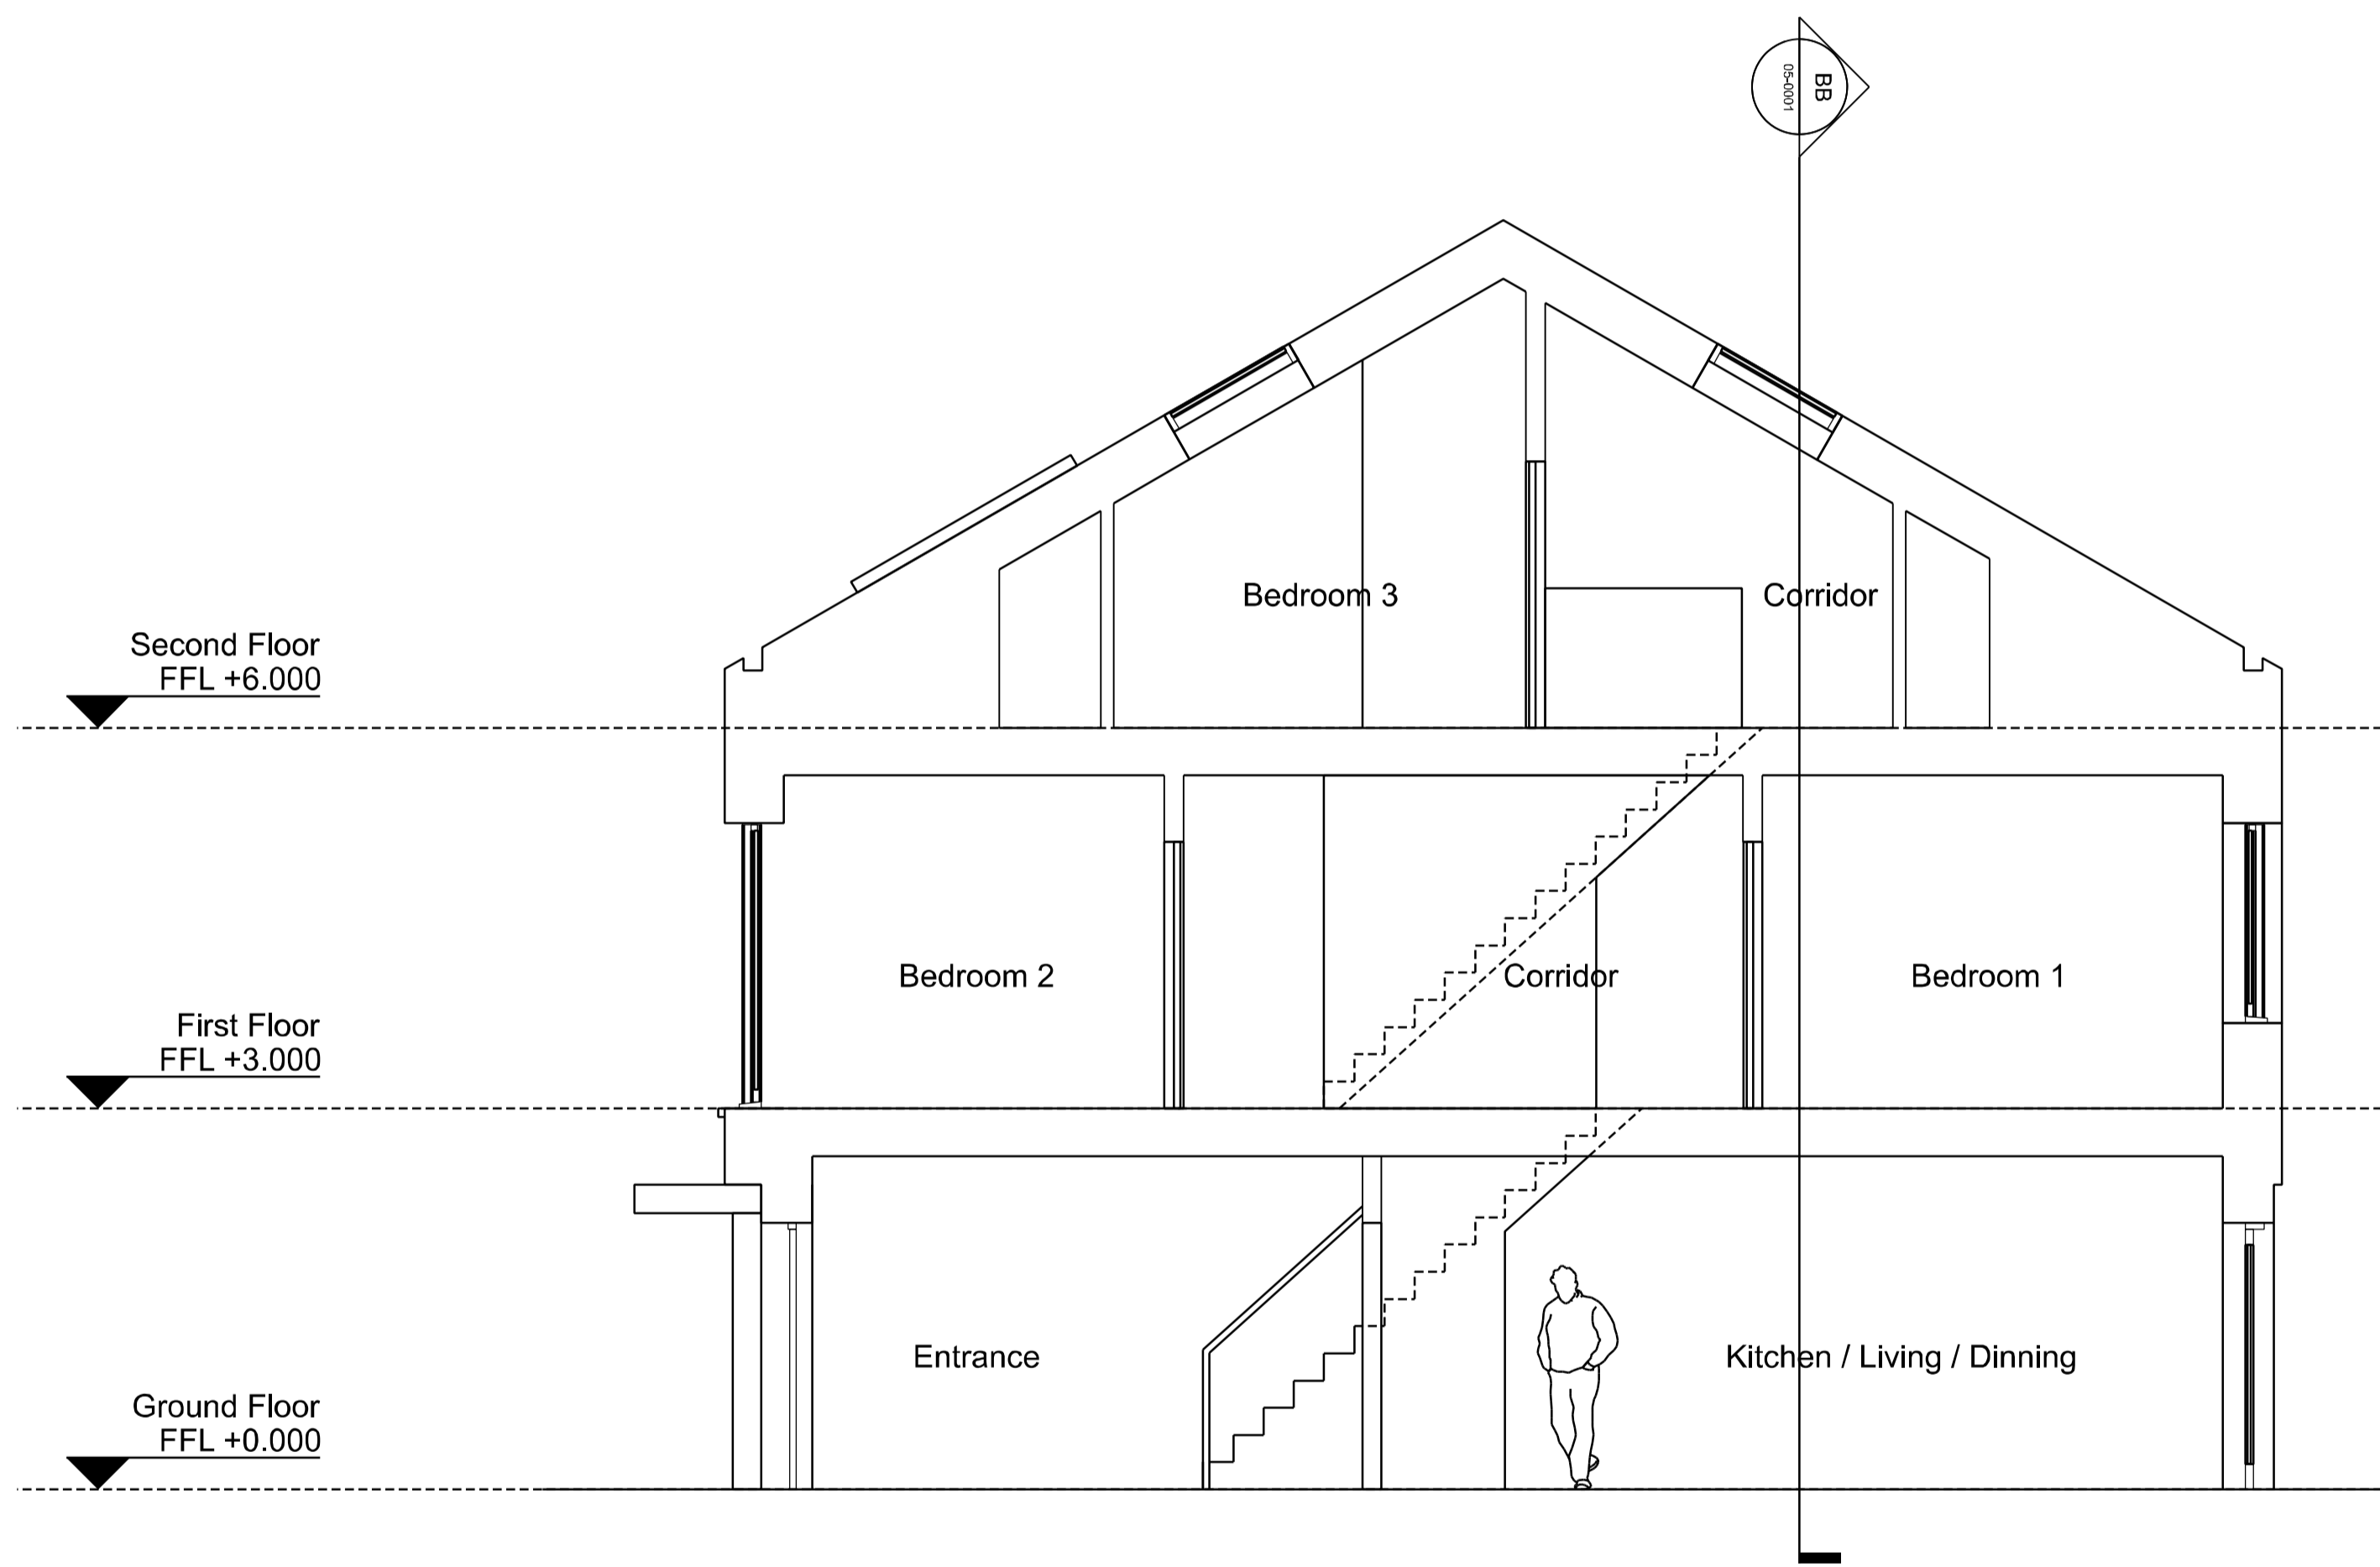 BB
05-0001
Bedroom 3
Corridor
Second Floor
FFL +6.000
Bedroom 2
Corridor
Bedroom 1
First Floor
FFL +3.000
Entrance
Kitchen / Living / Dinning
Ground Floor
FFL +0.000